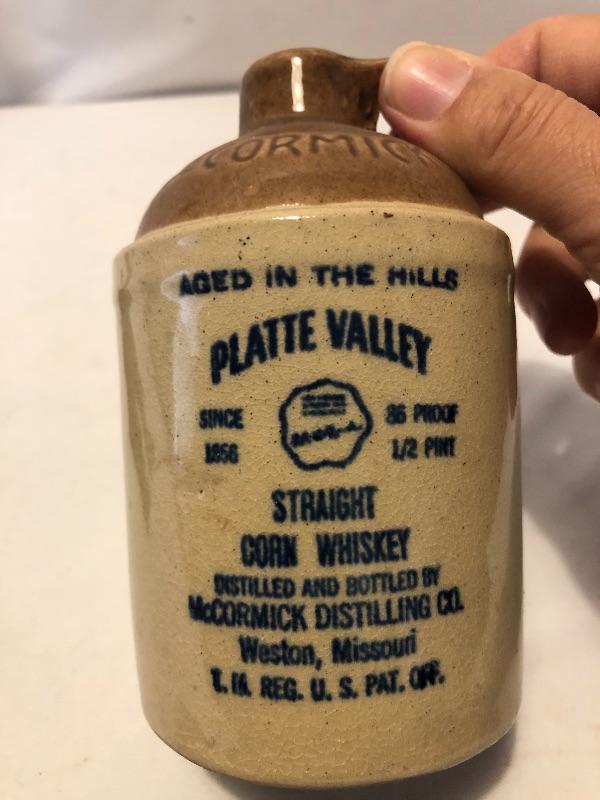 CORMIC
AGED IN THE HILLS
PLATTE VALLEY
SINCE
1856
86 PROOF
1/2 PINT
STRAIGHT
CORN WHISKEY
DISTILLED AND BOTTLED BY
McCORMICK DISTILLING CO.
Weston, Missouri
T. M. REG. U. S. PAT. OFF.